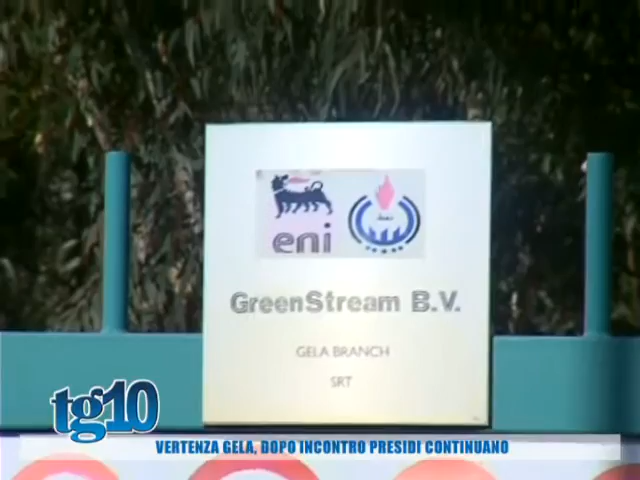 eni
GreenStream B.V.
GELA BRANCH
SRT
tg10
VERTENZA GELA, DOPO INCONTRO PRESIDI CONTINUANO